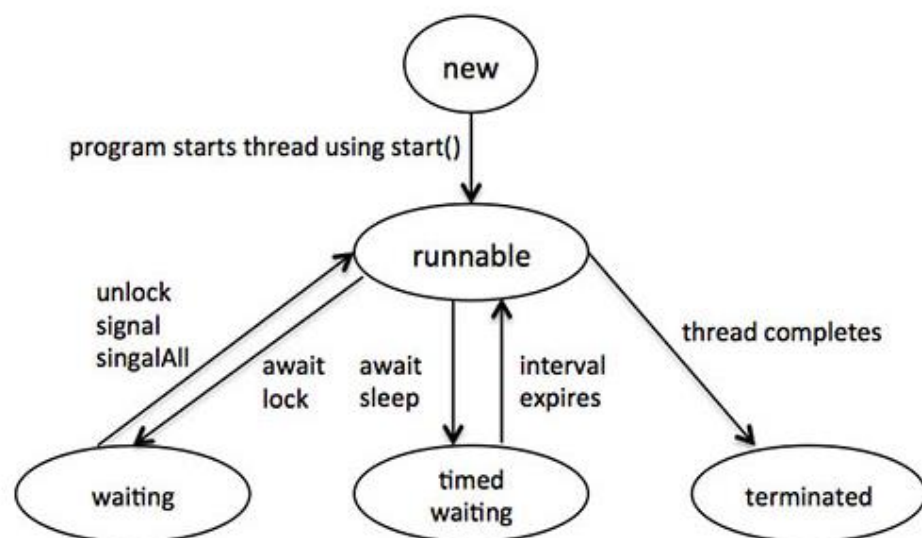 new
program starts thread using start()
runnable
unlock
signal
singalAll
await
lock
await
sleep
interval
expires
thread completes
waiting
timed
waiting
terminated